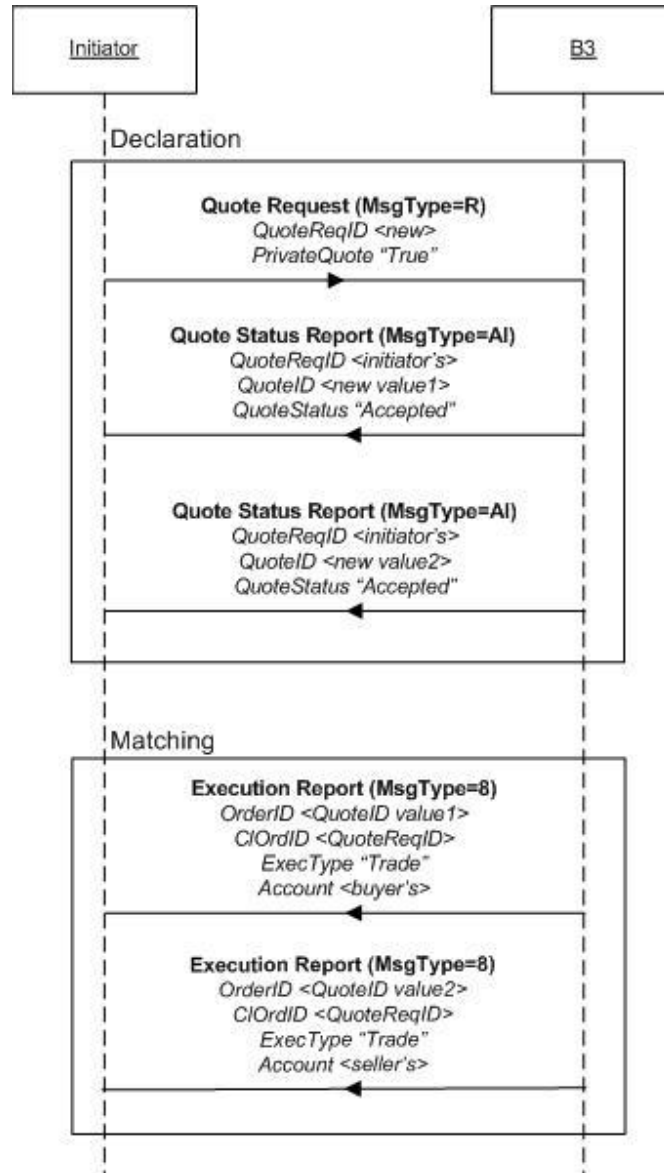 Initiator
B3
Declaration
Quote Request (MsgType=R)
QuoteReqID <new>
PrivateQuote “True”
Quote Status Report (MsgType=AI)
QuoteReqID <initiator’s>
QuoteID <new value1>
QuoteStatus “Accepted”
Quote Status Report (MsgType=AI)
QuoteReqID <initiator’s>
QuoteID <new value2>
QuoteStatus “Accepted”
Matching
Execution Report (MsgType=8)
OrderID <QuoteID value1>
ClOrdID <QuoteReqID>
ExecType “Trade”
Account <buyer’s>
Execution Report (MsgType=8)
OrderID <QuoteID value2>
ClOrdID <QuoteReqID>
ExecType “Trade”
Account <seller’s>